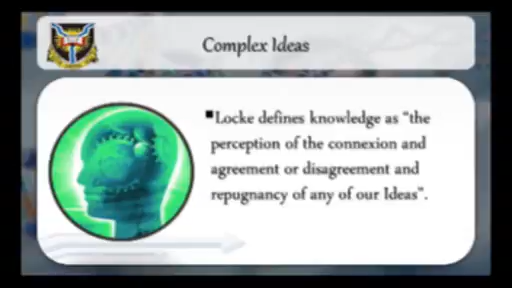 Complex Ideas
▪Locke defines knowledge as "the
perception of the connexion and
agreement or disagreement and
repugnancy of any of our Ideas".